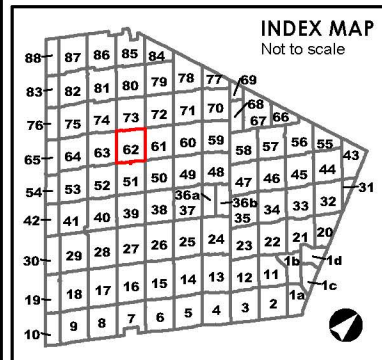 INDEX MAP
Not to scale
88 87 86 85 84
83 82 81 80 79 78 77 69
76 75 74 73 72 71 70 68 67 66
65 64 63 62 61 60 59 58 57 56 55 43
54 53 52 51 50 49 48 47 46 45 44 31
42 41 40 39 38 37 36a 36b 35 34 33 32
30 29 28 27 26 25 24 23 22 21 20 1d
19 18 17 16 15 14 13 12 11 1b 1c
10 9 8 7 6 5 4 3 2 1a